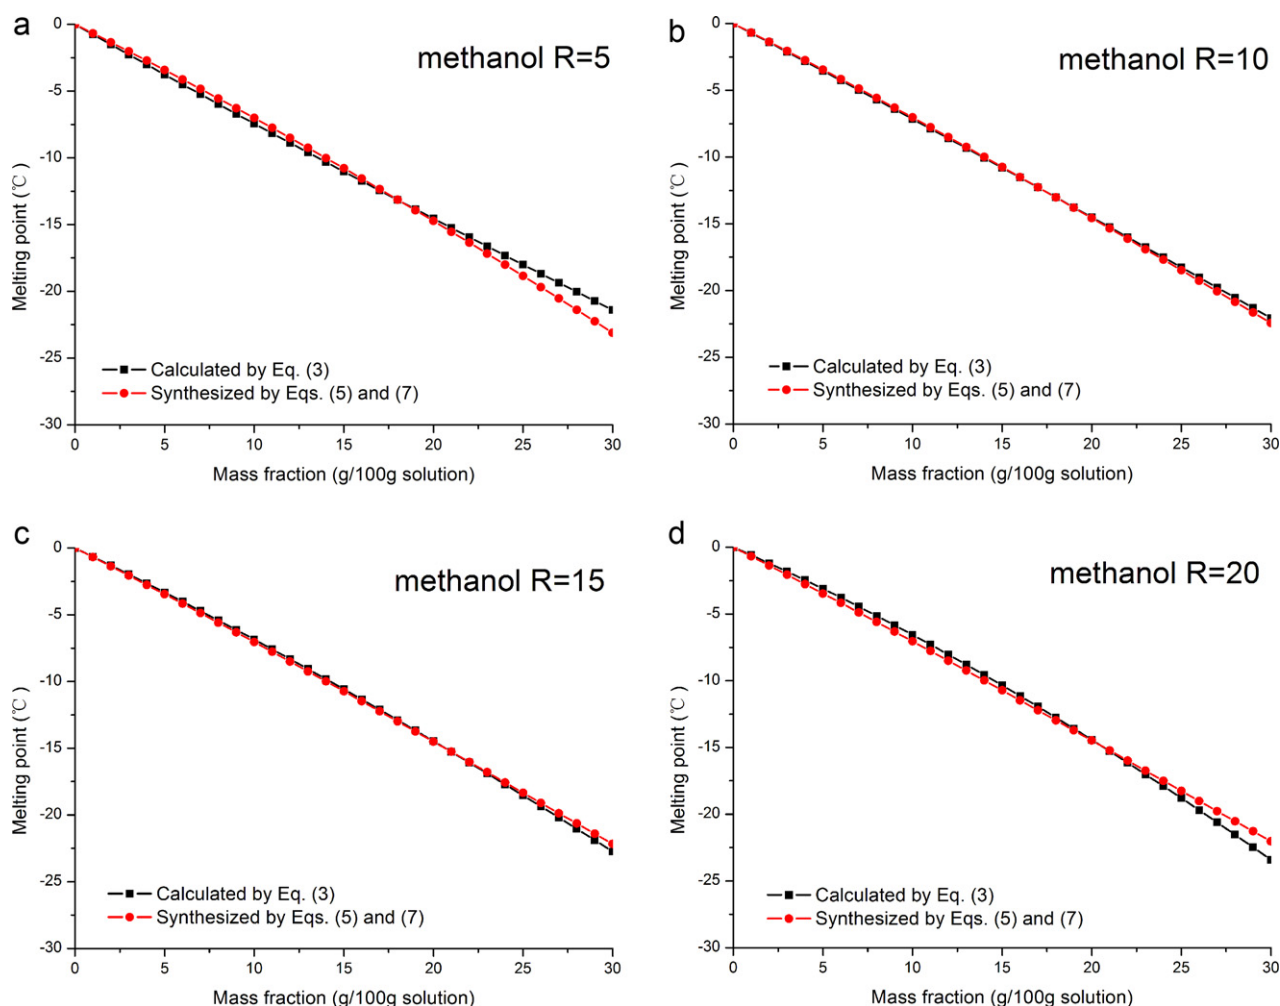 a
methanol R=5
0
-5
-10
-15
-20
-25
-30
Melting point (℃)
Calculated by Eq. (3)
Synthesized by Eqs. (5) and (7)
0 5 10 15 20 25 30
Mass fraction (g/100g solution)
b
methanol R=10
0
-5
-10
-15
-20
-25
-30
Melting point (℃)
Calculated by Eq. (3)
Synthesized by Eqs. (5) and (7)
0 5 10 15 20 25 30
Mass fraction (g/100g solution)
c
methanol R=15
0
-5
-10
-15
-20
-25
-30
Melting point (℃)
Calculated by Eq. (3)
Synthesized by Eqs. (5) and (7)
0 5 10 15 20 25 30
Mass fraction (g/100g solution)
d
methanol R=20
0
-5
-10
-15
-20
-25
-30
Melting point (℃)
Calculated by Eq. (3)
Synthesized by Eqs. (5) and (7)
0 5 10 15 20 25 30
Mass fraction (g/100g solution)